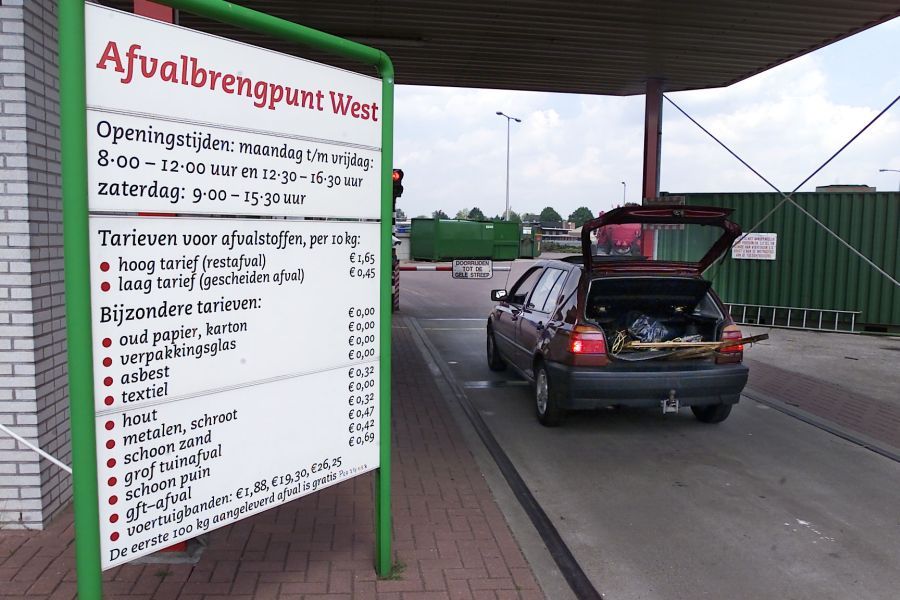 Afvalbrengpunt West
Openingstijden: maandag t/m vrijdag:
8·00 – 12·00 uur en 12·30 – 16·30 uur
zaterdag: 9·00 – 15·30 uur
Tarieven voor afvalstoffen, per 10 kg:
hoog tarief (restafval) € 1,65
laag tarief (gescheiden afval) € 0,45
Bijzondere tarieven:
oud papier, karton € 0,00
verpakkingsglas € 0,00
asbest € 0,00
textiel € 0,00
hout € 0,32
metalen, schroot € 0,00
schoon zand € 0,32
grof tuinafval € 0,47
schoon puin € 0,42
gft–afval € 0,69
voertuigbanden: € 1,88, € 19,30, € 26,25
De eerste 100 kg aangeleverd afval is gratis
DOORRIJDEN
TOT DE
GELE STREEP